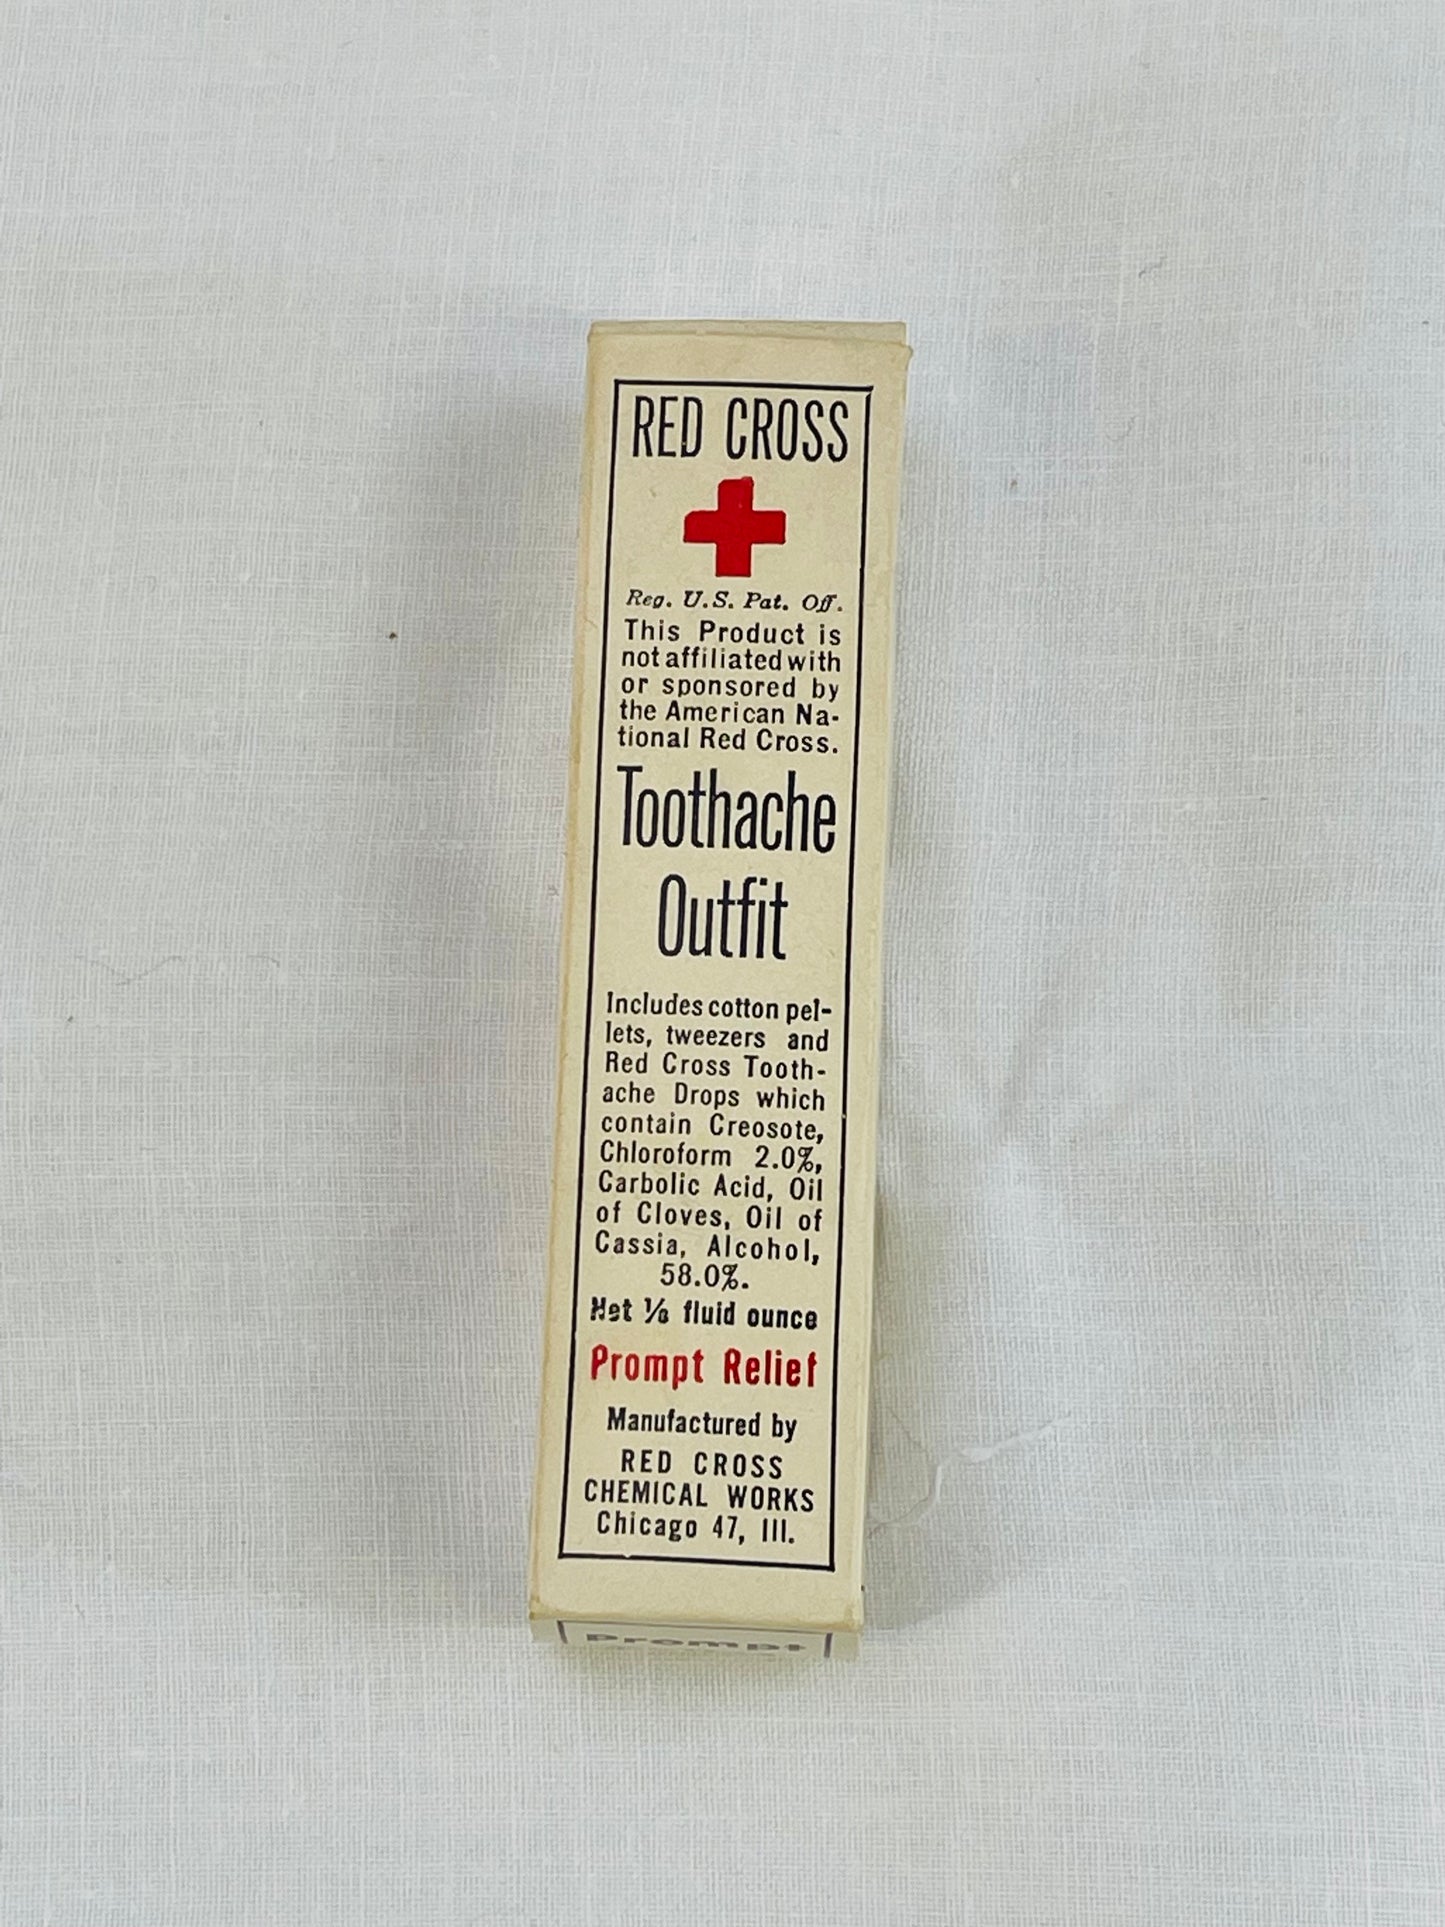 RED CROSS
Reg. U.S. Pat. Off.
This Product is
not affiliated with
or sponsored by
the American Na-
tional Red Cross.
Toothache
Outfit
Includes cotton pel-
lets, tweezers and
Red Cross Tooth-
ache Drops which
contain Creosote,
Chloroform 2.0%,
Carbolic Acid, Oil
of Cloves, Oil of
Cassia, Alcohol,
58.0%.
Net 1/8 fluid ounce
Prompt Relief
Manufactured by
RED CROSS
CHEMICAL WORKS
Chicago 47, Ill.
Prompt